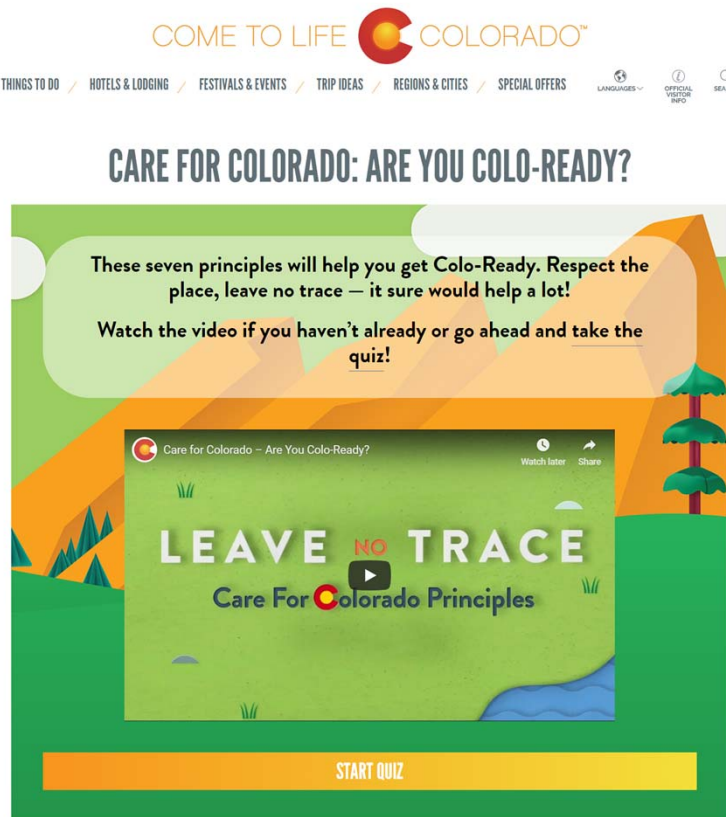 COME TO LIFE COLORADO™
THINGS TO DO / HOTELS & LODGING / FESTIVALS & EVENTS / TRIP IDEAS / REGIONS & CITIES / SPECIAL OFFERS
LANGUAGES
OFFICIAL
VISITOR
INFO
CARE FOR COLORADO: ARE YOU COLO-READY?
These seven principles will help you get Colo-Ready. Respect the
place, leave no trace — it sure would help a lot!
Watch the video if you haven't already or go ahead and take the
quiz!
Care for Colorado – Are You Colo-Ready?
Watch later
Share
LEAVE NO TRACE
Care For Colorado Principles
START QUIZ